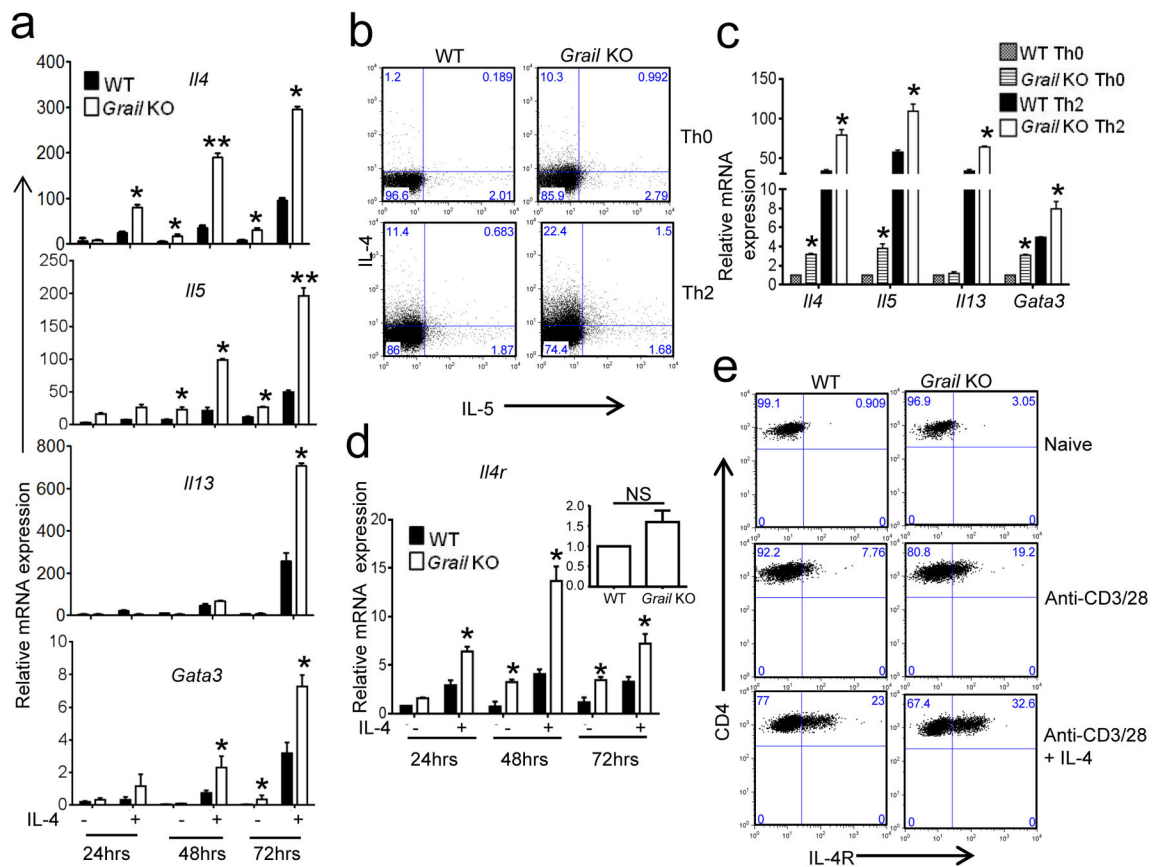 a
WT
Grail KO
Il4
400
300
200
100
0
*
**
*
*
*
Il5
250
200
150
100
50
0
*
*
*
**
Il13
800
600
400
200
0
*
Gata3
10
8
6
4
2
0
*
*
*
Relative mRNA expression
IL-4 - + - + - +
24hrs 48hrs 72hrs
b
WT Grail KO
1.2 0.189
96.6 2.01
10.3 0.992
85.9 2.79
Th0
11.4 0.683
86 1.87
22.4 1.5
74.4 1.68
Th2
IL-4
IL-5
c
WT Th0
Grail KO Th0
WT Th2
Grail KO Th2
150
100
50
10
8
6
4
2
0
* * * * * * *
Relative mRNA
expression
Il4 Il5 Il13 Gata3
d
Il4r
WT
Grail KO
20
15
10
5
0
* * * * *
Relative mRNA expression
NS
2.0
1.5
1.0
0.5
0.0
WT Grail KO
IL-4 - + - + - +
24hrs 48hrs 72hrs
e
WT Grail KO
99.1 0.909
0 0
96.9 3.05
0 0
Naive
92.2 7.76
0 0
80.8 19.2
0 0
Anti-CD3/28
77 23
0 0
67.4 32.6
0 0
Anti-CD3/28
+ IL-4
CD4
IL-4R